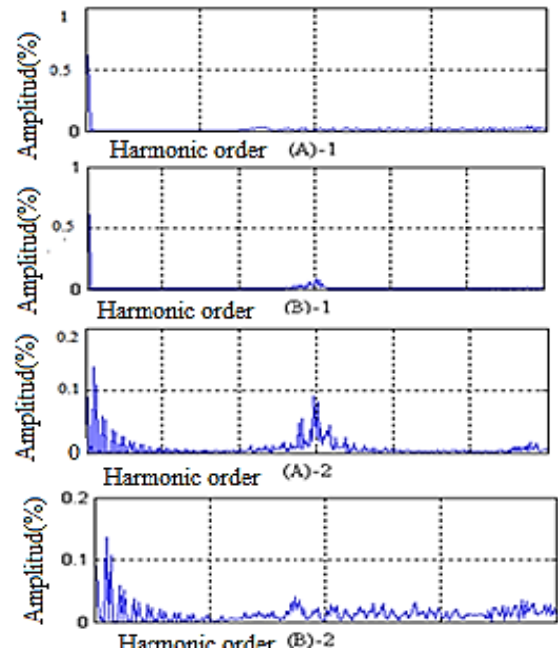 1
Amplitud(%)
0.5
0
Harmonic order (A)-1
1
Amplitud(%)
0.5
0
Harmonic order (B)-1
0.2
Amplitud(%)
0.1
0
Harmonic order (A)-2
0.2
Amplitud(%)
0.1
0
Harmonic order (B)-2